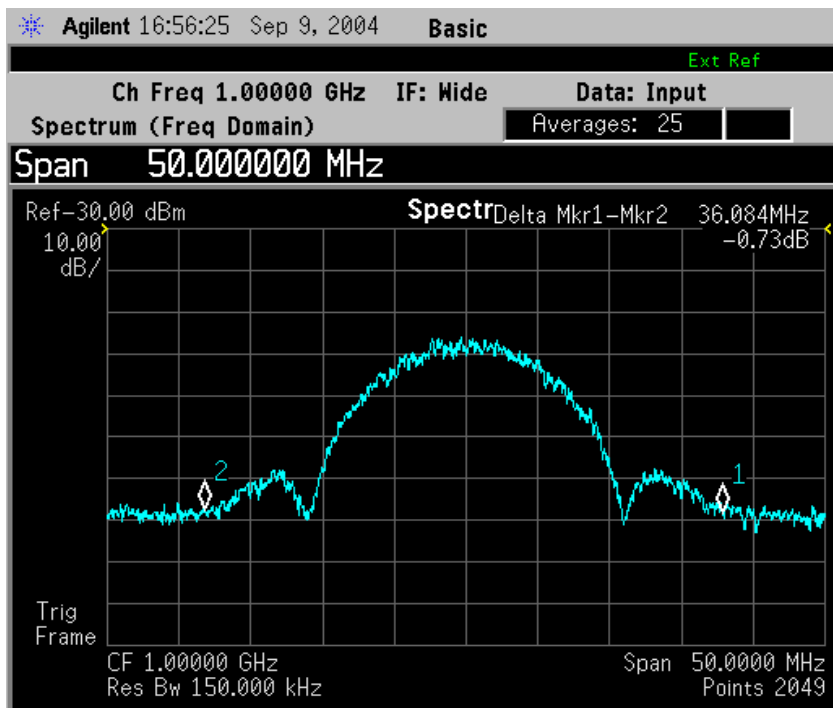 Agilent 16:56:25 Sep 9, 2004 Basic
Ext Ref
Ch Freq 1.00000 GHz IF: Wide Data: Input
Spectrum (Freq Domain) Averages: 25
Span 50.000000 MHz
Ref-30.00 dBm Spectr Delta Mkr1-Mkr2 36.084MHz
10.00 -0.73dB
dB/
2
1
Trig
Frame
CF 1.00000 GHz Span 50.0000 MHz
Res Bw 150.000 kHz Points 2049